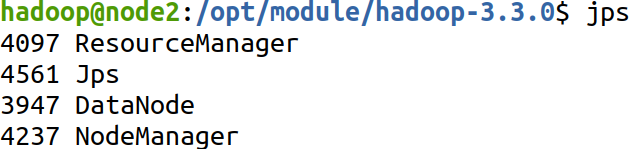 hadoop@node2:/opt/module/hadoop-3.3.0$ jps
4097 ResourceManager
4561 Jps
3947 DataNode
4237 NodeManager